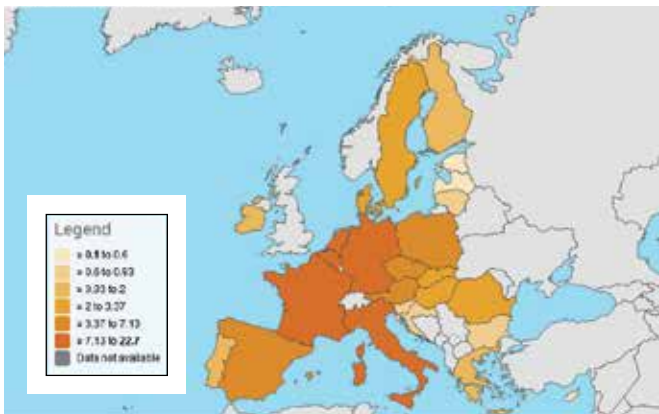 Legend
≥ 0.1 to 0.6
≥ 0.6 to 0.93
≥ 0.93 to 2
≥ 2 to 3.37
≥ 3.37 to 7.13
≥ 7.13 to 22.7
Data not available